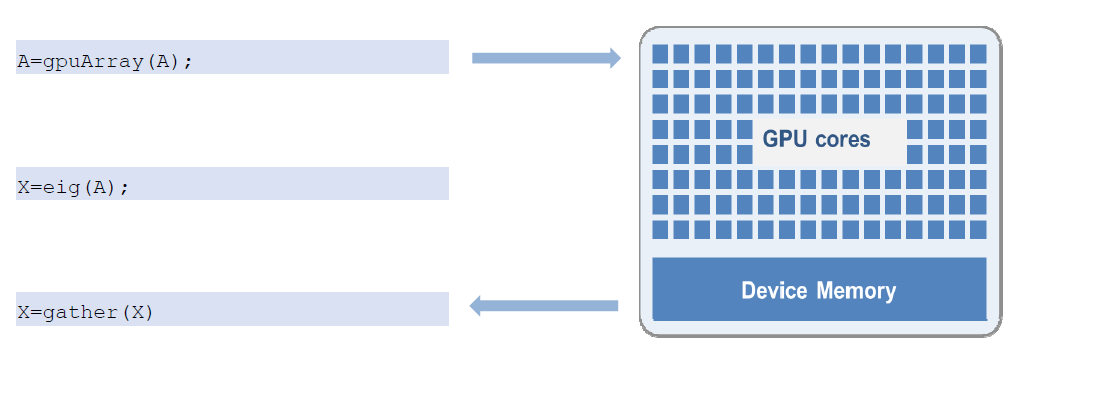 A=gpuArray(A);
GPU cores
X=eig(A);
Device Memory
X=gather(X)